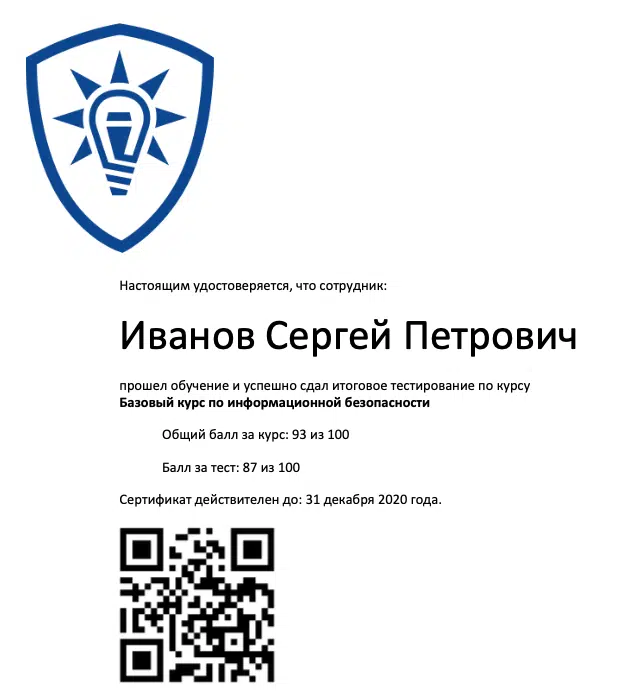 Настоящим удостоверяется, что сотрудник:
Иванов Сергей Петрович
прошел обучение и успешно сдал итоговое тестирование по курсу
Базовый курс по информационной безопасности
Общий балл за курс: 93 из 100
Балл за тест: 87 из 100
Сертификат действителен до: 31 декабря 2020 года.